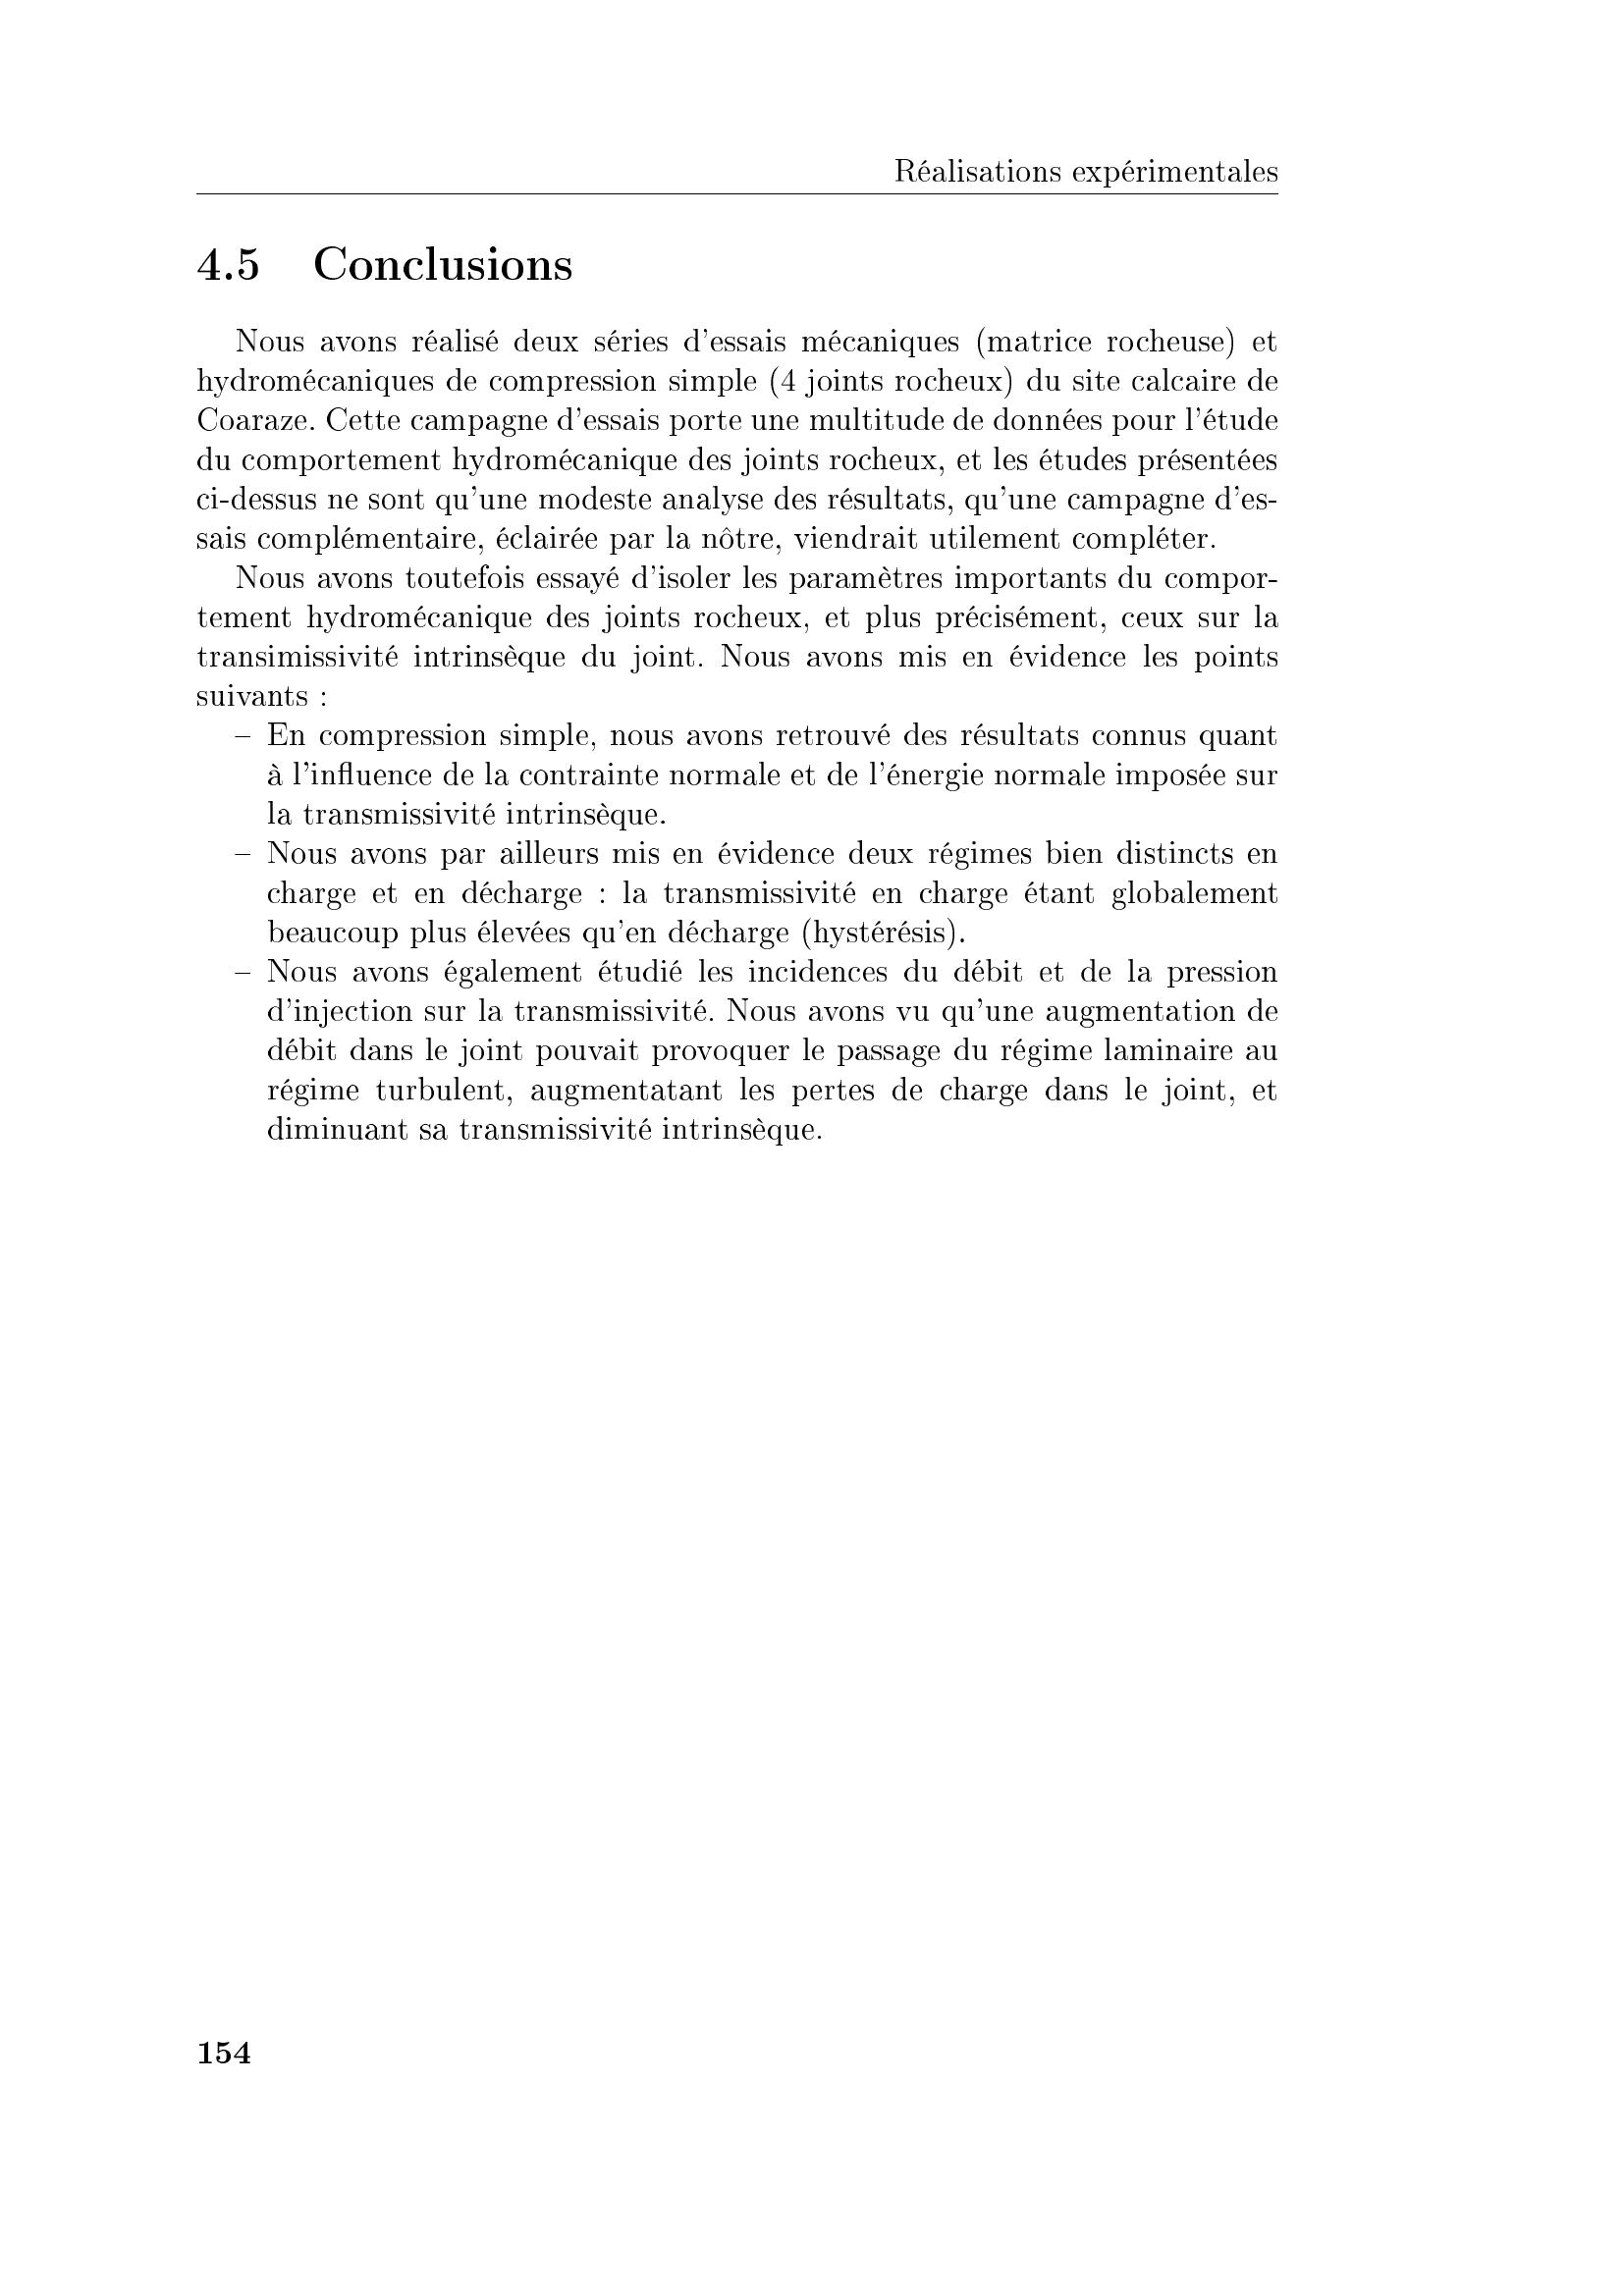 Réalisations expérimentales
4.5 Conclusions
Nous avons réalisé deux séries d'essais mécaniques (matrice rocheuse) et
hydromécaniques de compression simple (4 joints rocheux) du site calcaire de
Coaraze. Cette campagne d'essais porte une multitude de données pour l'étude
du comportement hydromécanique des joints rocheux, et les études présentées
ci-dessus ne sont qu'une modeste analyse des résultats, qu'une campagne d'es-
sais complémentaire, éclairée par la nôtre, viendrait utilement compléter.
Nous avons toutefois essayé d'isoler les paramètres importants du compor-
tement hydromécanique des joints rocheux, et plus précisément, ceux sur la
transimissivité intrinsèque du joint. Nous avons mis en évidence les points
suivants :
– En compression simple, nous avons retrouvé des résultats connus quant
à l'influence de la contrainte normale et de l'énergie normale imposée sur
la transmissivité intrinsèque.
– Nous avons par ailleurs mis en évidence deux régimes bien distincts en
charge et en décharge : la transmissivité en charge étant globalement
beaucoup plus élevées qu'en décharge (hystérésis).
– Nous avons également étudié les incidences du débit et de la pression
d'injection sur la transmissivité. Nous avons vu qu'une augmentation de
débit dans le joint pouvait provoquer le passage du régime laminaire au
régime turbulent, augmentatant les pertes de charge dans le joint, et
diminuant sa transmissivité intrinsèque.
154